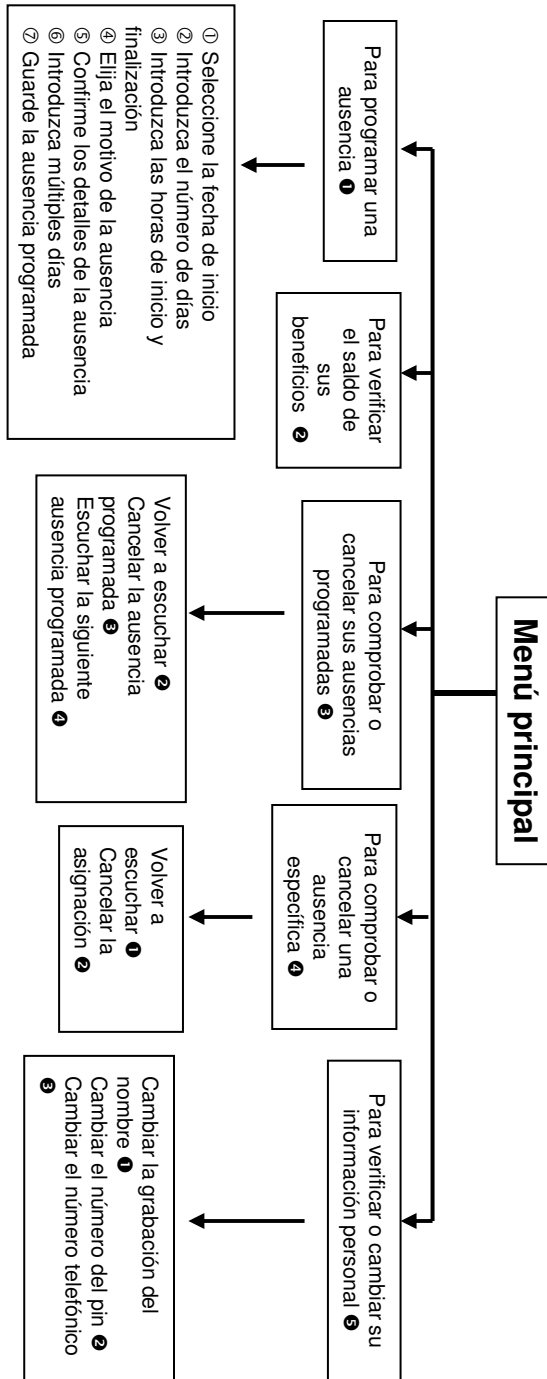 Menú principal
Para programar una
ausencia ❶
Para verificar
el saldo de
sus
beneficios ❷
Para comprobar o
cancelar sus ausencias
programadas ❸
Para comprobar o
cancelar una
ausencia
específica ❹
Para verificar o cambiar su
información personal ❺
① Seleccione la fecha de inicio
② Introduzca el número de días
③ Introduzca las horas de inicio y
finalización
④ Elija el motivo de la ausencia
⑤ Confirme los detalles de la ausencia
⑥ Introduzca múltiples días
⑦ Guarde la ausencia programada
Volver a escuchar ❷
Cancelar la ausencia
programada ❸
Escuchar la siguiente
ausencia programada ❹
Volver a
escuchar ❶
Cancelar la
asignación ❷
Cambiar la grabación del
nombre ❶
Cambiar el número del pin ❷
Cambiar el número telefónico
❸